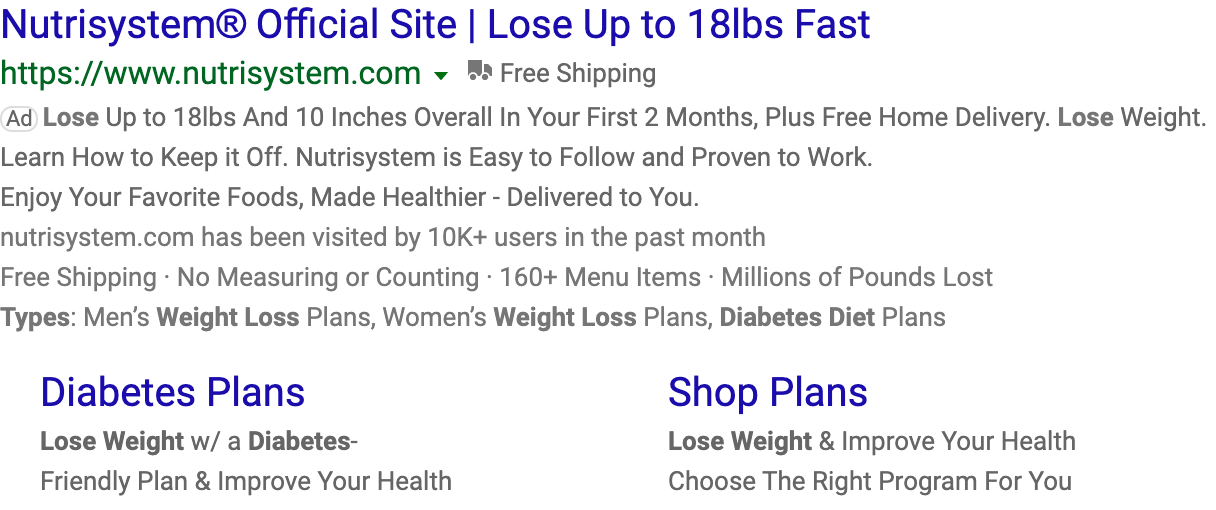 Nutrisystem® Official Site | Lose Up to 18lbs Fast
https://www.nutrisystem.com Free Shipping
Ad Lose Up to 18lbs And 10 Inches Overall In Your First 2 Months, Plus Free Home Delivery. Lose Weight.
Learn How to Keep it Off. Nutrisystem is Easy to Follow and Proven to Work.
Enjoy Your Favorite Foods, Made Healthier - Delivered to You.
nutrisystem.com has been visited by 10K+ users in the past month
Free Shipping · No Measuring or Counting · 160+ Menu Items · Millions of Pounds Lost
Types: Men’s Weight Loss Plans, Women’s Weight Loss Plans, Diabetes Diet Plans
Diabetes Plans
Lose Weight w/ a Diabetes-
Friendly Plan & Improve Your Health
Shop Plans
Lose Weight & Improve Your Health
Choose The Right Program For You